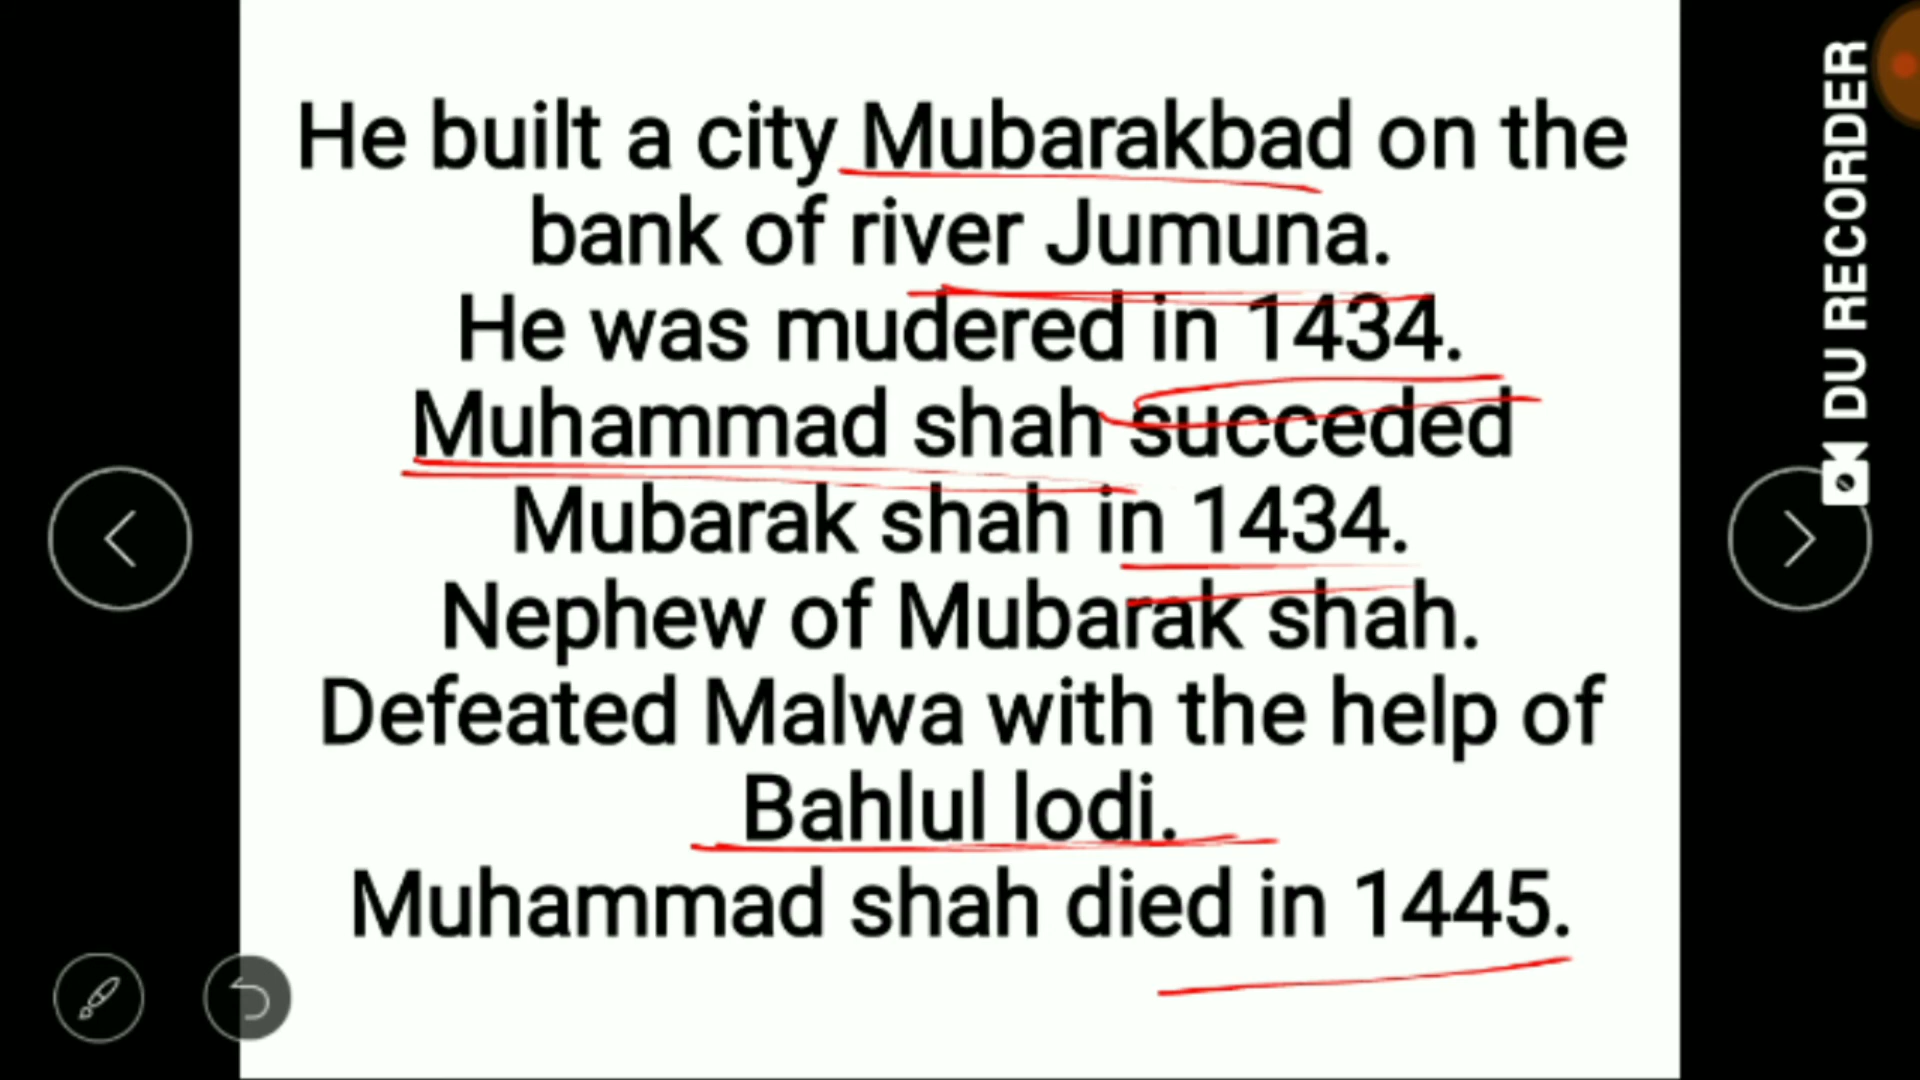 He built a city Mubarakbad on the
bank of river Jumuna.
He was mudered in 1434.
Muhammad shah succeded
Mubarak shah in 1434.
Nephew of Mubarak shah.
Defeated Malwa with the help of
Bahlul lodi.
Muhammad shah died in 1445.
DU RECORDER